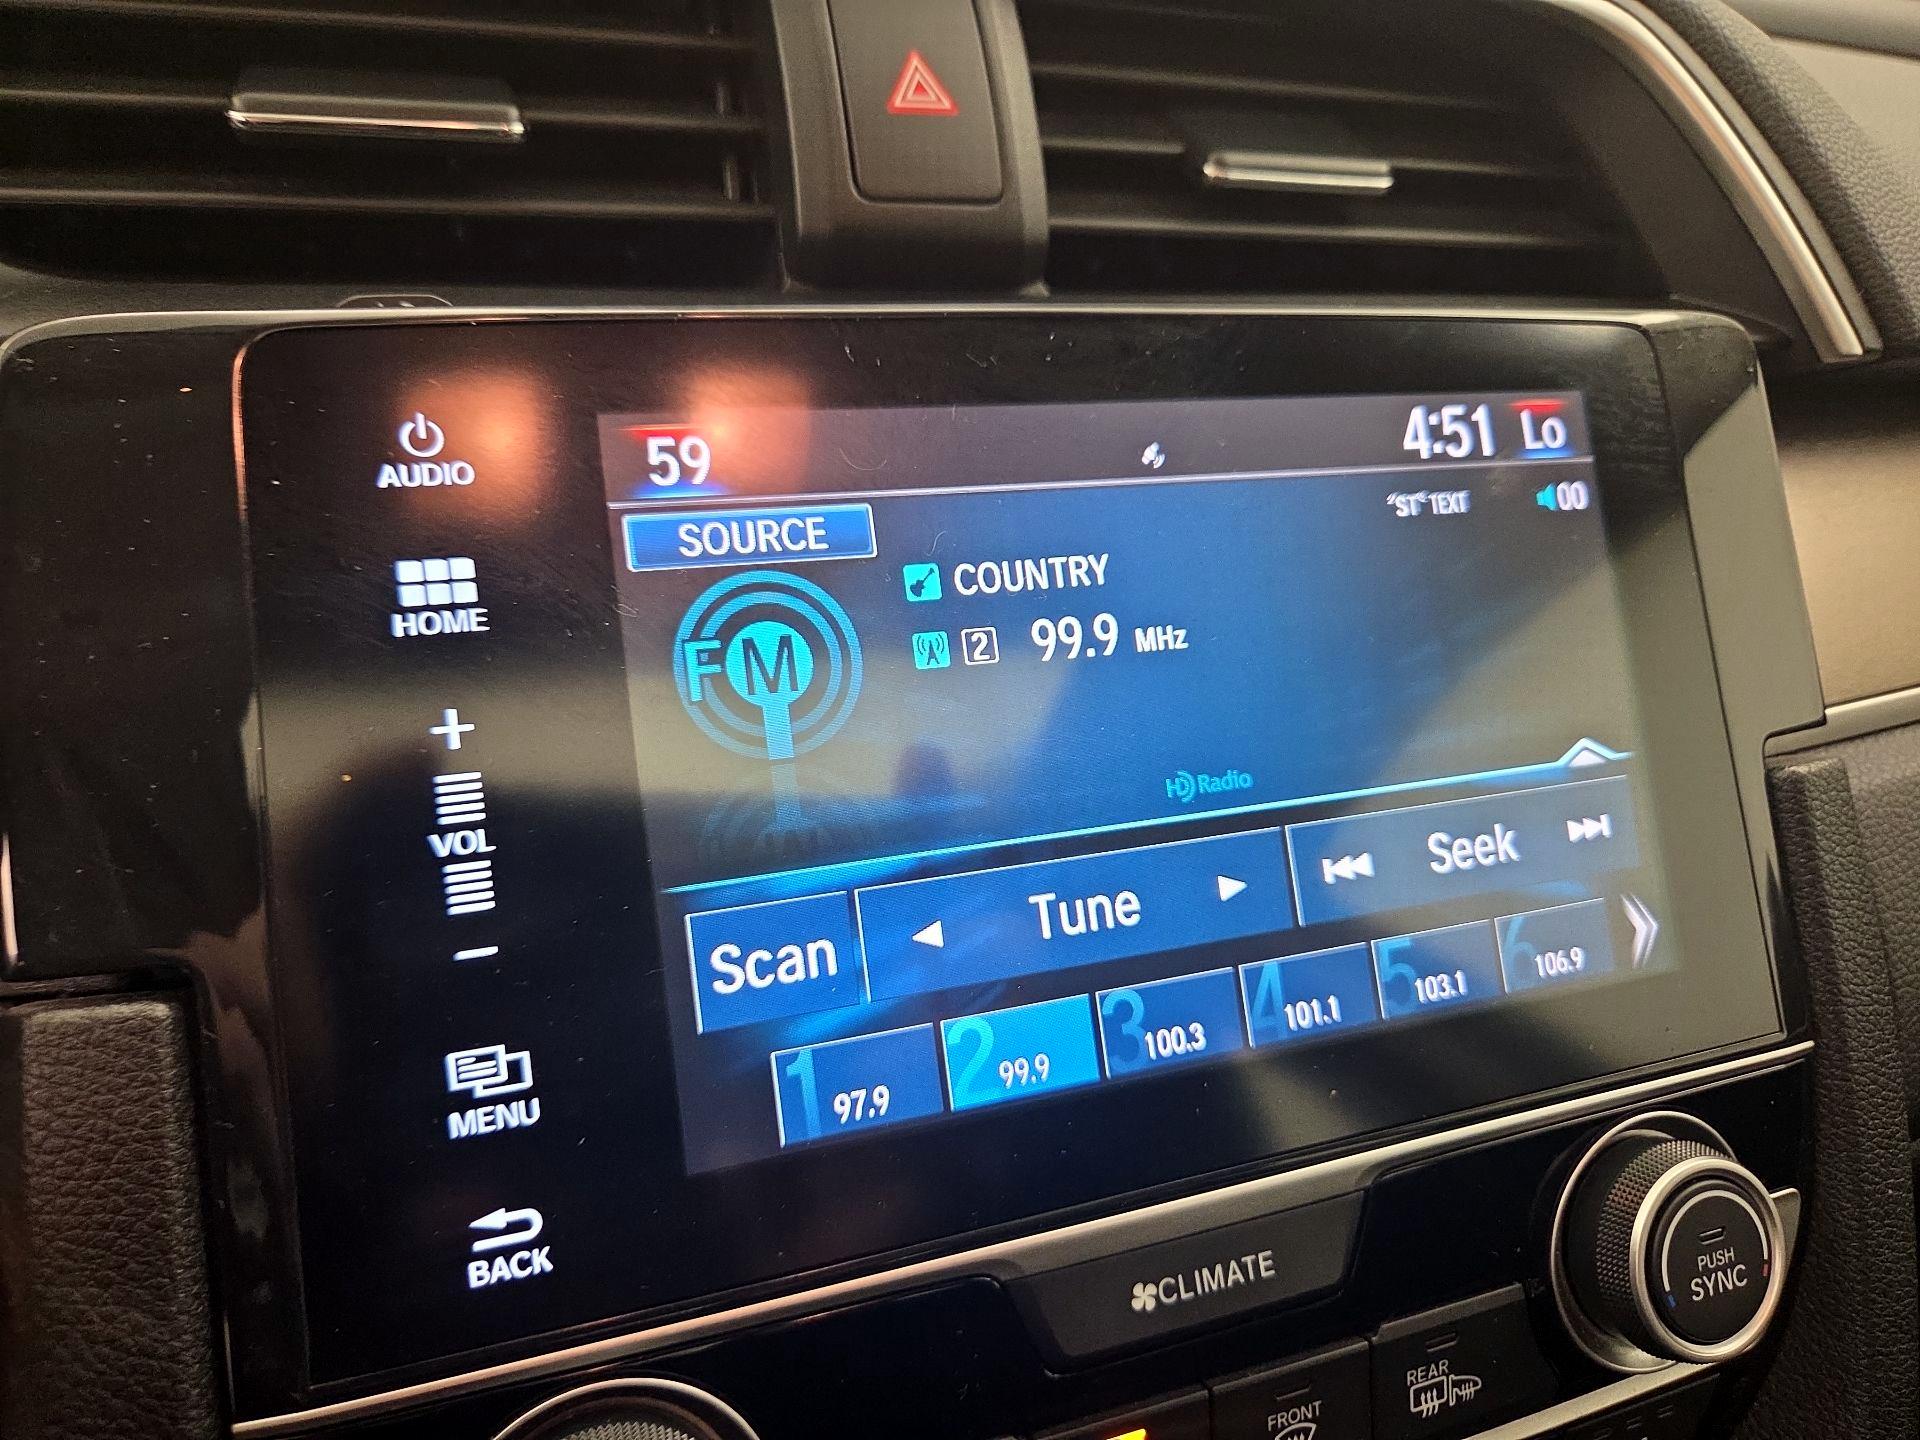 AUDIO
59
4:51
Lo
"ST" TEXT
00
SOURCE
COUNTRY
HOME
FM
2 99.9 MHz
VOL
HD Radio
Scan
Tune
Seek
1 97.9
2 99.9
3 100.3
4 101.1
5 103.1
6 106.9
MENU
BACK
CLIMATE
PUSH
SYNC
REAR
FRONT